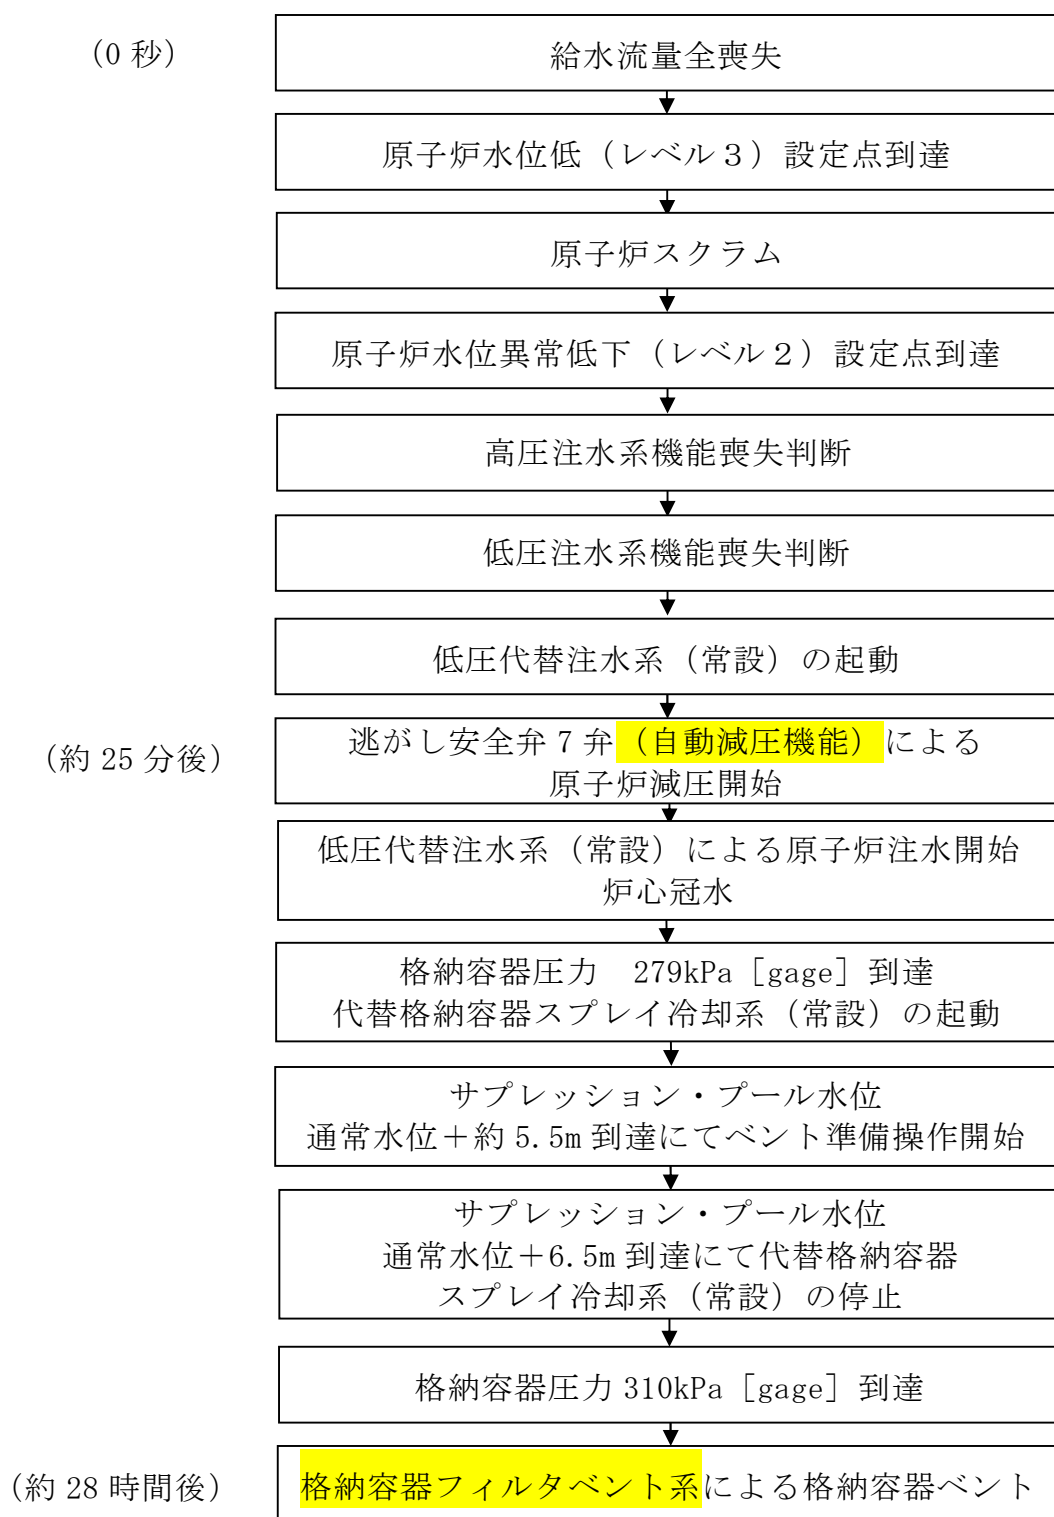 (0 秒)
給水流量全喪失
原子炉水位低（レベル３）設定点到達
原子炉スクラム
原子炉水位異常低下（レベル２）設定点到達
高圧注水系機能喪失判断
低圧注水系機能喪失判断
低圧代替注水系（常設）の起動
(約 25 分後)
逃がし安全弁 7 弁（自動減圧機能）による
原子炉減圧開始
低圧代替注水系（常設）による原子炉注水開始
炉心冠水
格納容器圧力　279kPa［gage］到達
代替格納容器スプレイ冷却系（常設）の起動
サプレッション・プール水位
通常水位＋約 5.5m 到達にてベント準備操作開始
サプレッション・プール水位
通常水位＋6.5m 到達にて代替格納容器
スプレイ冷却系（常設）の停止
格納容器圧力 310kPa［gage］到達
(約 28 時間後)
格納容器フィルタベント系による格納容器ベント